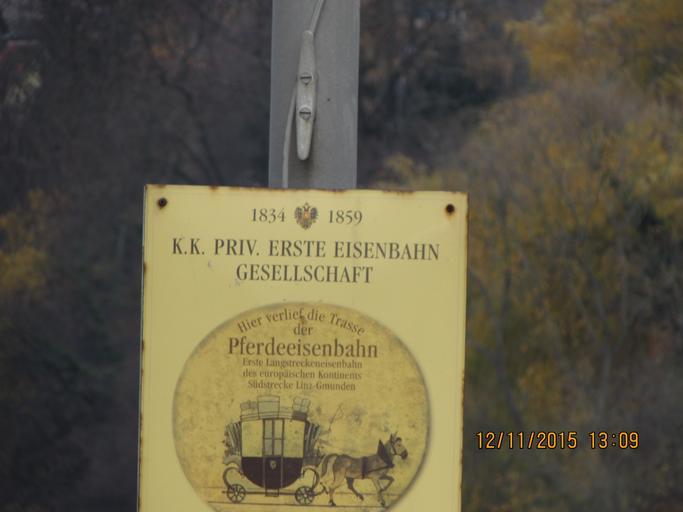 1834 1859
K.K. PRIV. ERSTE EISENBAHN
GESELLSCHAFT
Hier verlief die Trasse
der
Pferdeeisenbahn
Erste Langstreckeneisenbahn
des europäischen Kontinents
Südstrecke Linz-Gmunden
12/11/2015 13:09